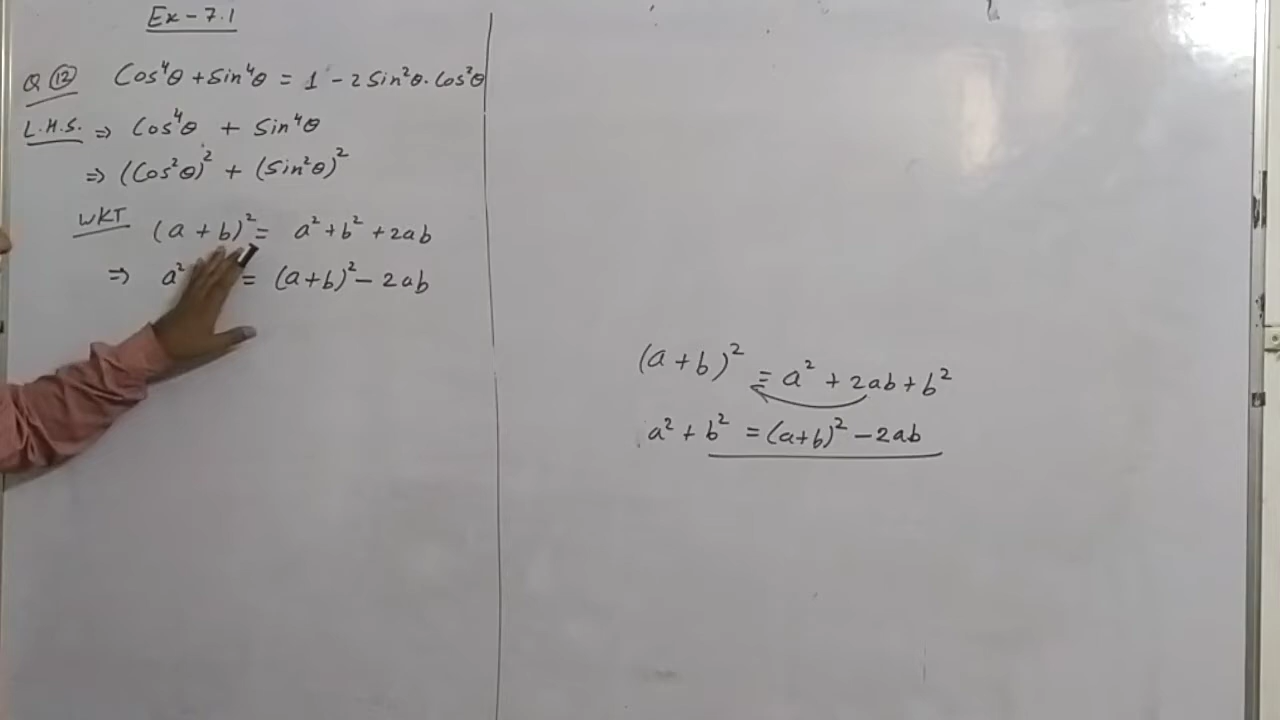 Ex - 7.1
Q ⑫ Cos⁴θ + Sin⁴θ = 1 - 2 Sin²θ. Cos²θ
L.H.S. ⇒ Cos⁴θ + Sin⁴θ
⇒ (Cos²θ)² + (Sin²θ)²
WKT (a + b)² = a² + b² + 2ab
⇒ a² = (a+b)² - 2ab
(a + b)² = a² + 2ab + b²
a² + b² = (a+b)² - 2ab